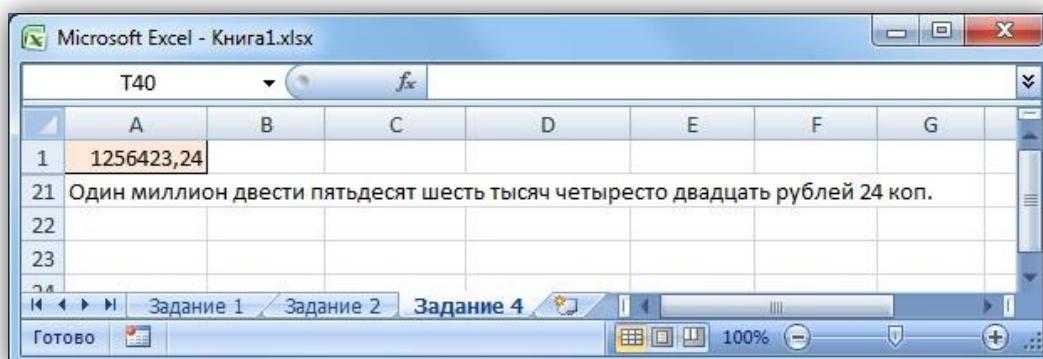 Microsoft Excel - Книга1.xlsx
T40 fx
A B C D E F G
1 1256423,24
21 Один миллион двести пятьдесят шесть тысяч четыресто двадцать рублей 24 коп.
22
23
24
Задание 1 Задание 2 Задание 4
Готово 100%